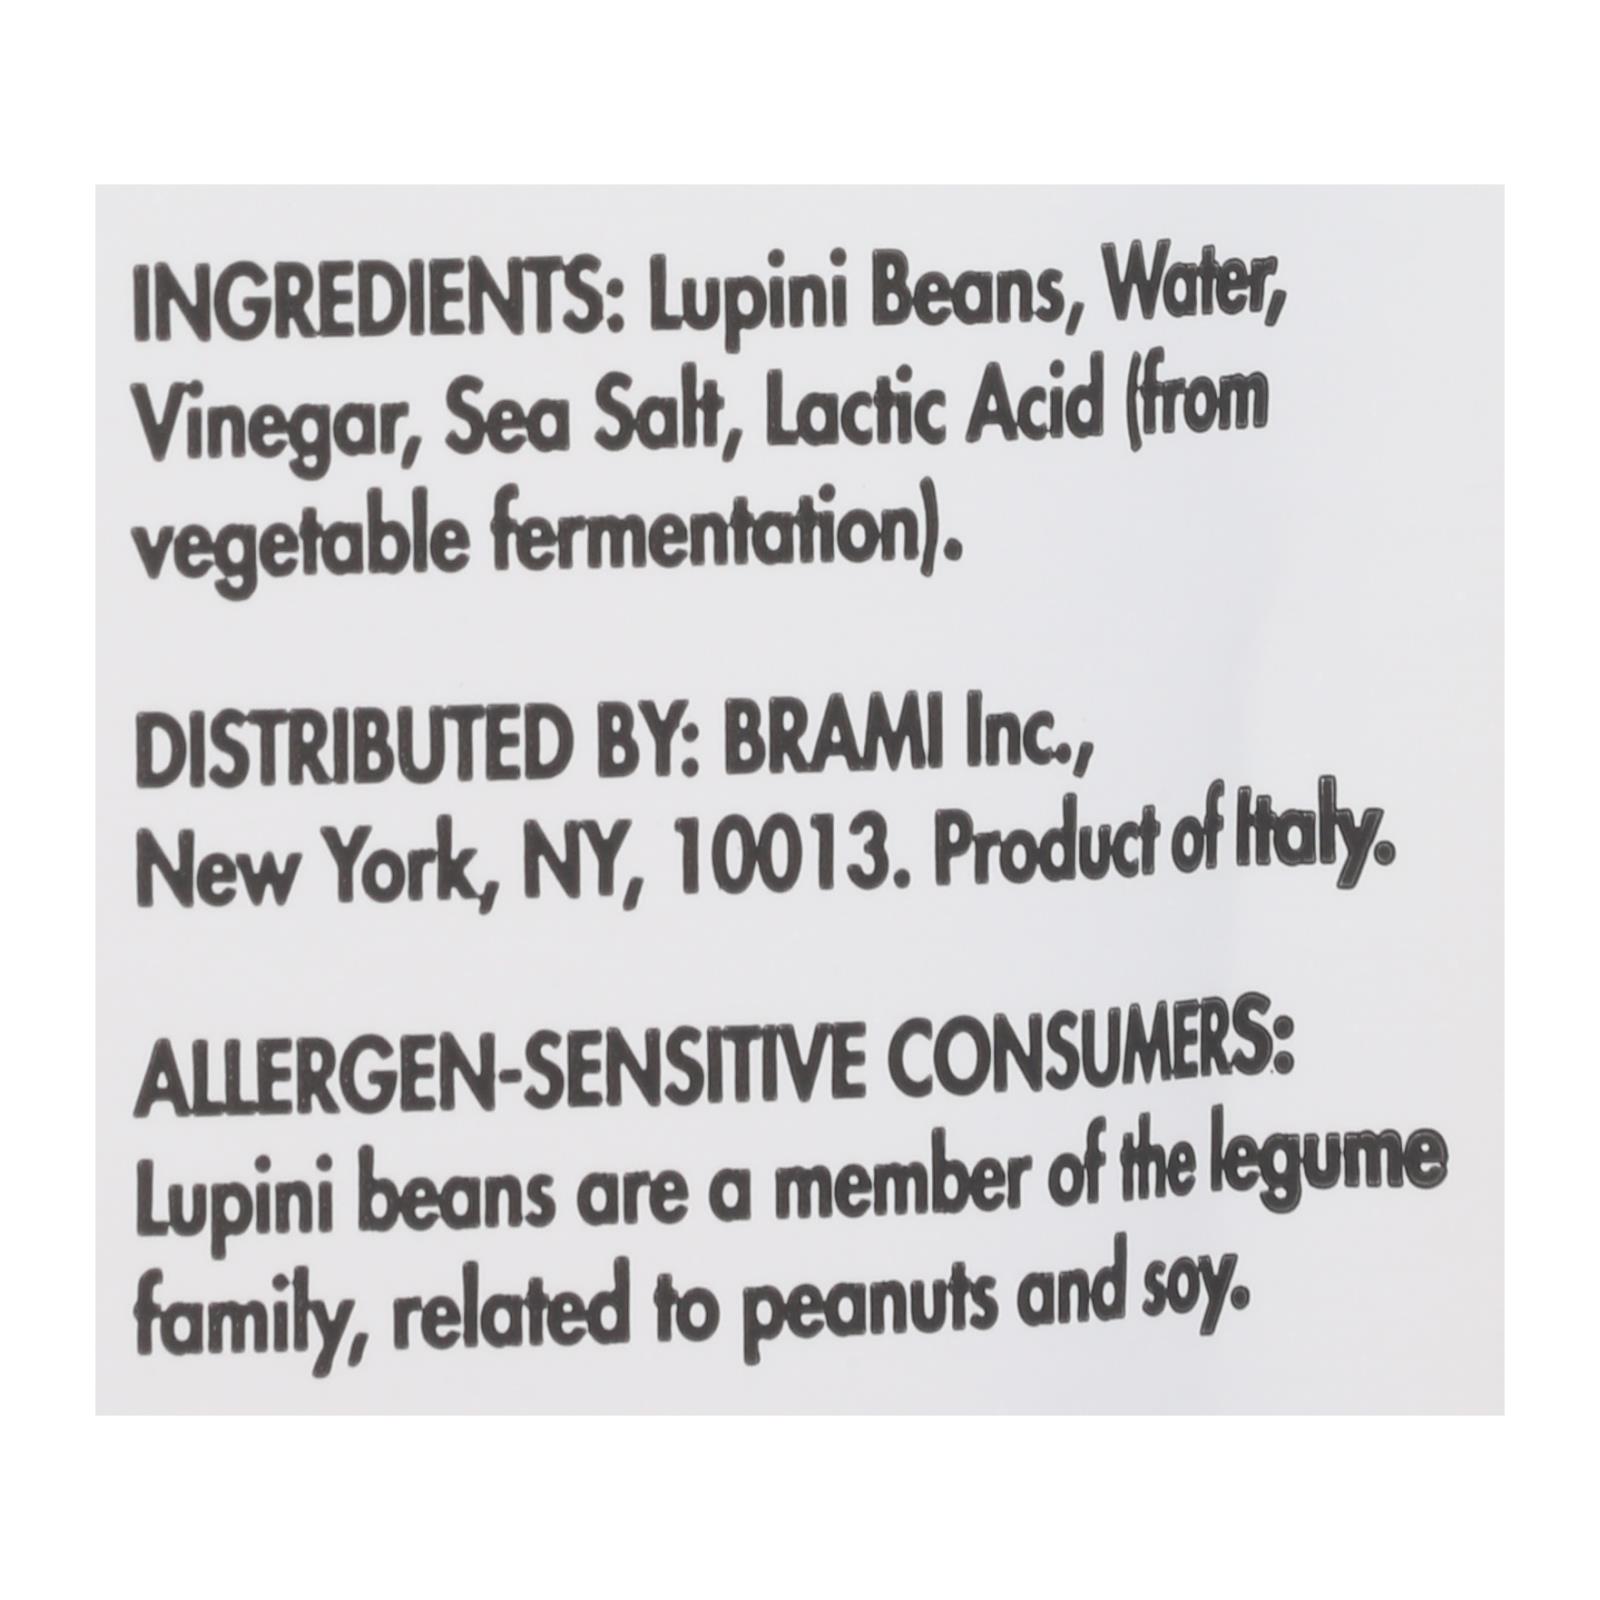 INGREDIENTS: Lupini Beans, Water,
Vinegar, Sea Salt, Lactic Acid (from
vegetable fermentation).
DISTRIBUTED BY: BRAMI Inc.,
New York, NY, 10013. Product of Italy.
ALLERGEN-SENSITIVE CONSUMERS:
Lupini beans are a member of the legume
family, related to peanuts and soy.